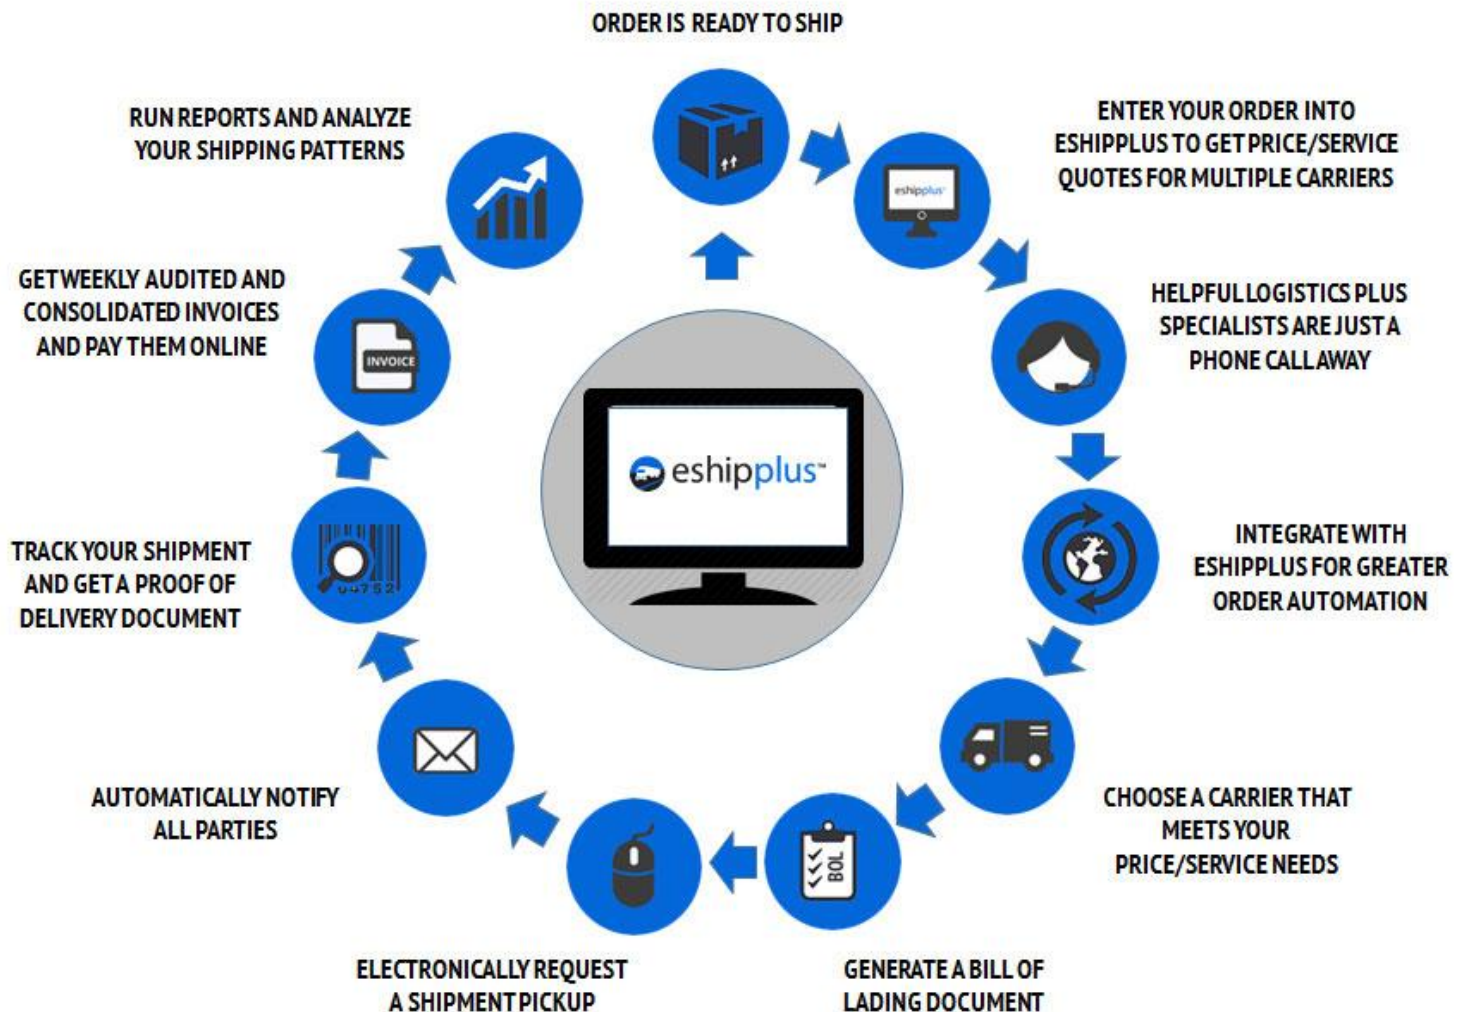 ORDER IS READY TO SHIP
ENTER YOUR ORDER INTO
ESHIPPLUS TO GET PRICE/SERVICE
QUOTES FOR MULTIPLE CARRIERS
eshipplus
HELPFUL LOGISTICS PLUS
SPECIALISTS ARE JUST A
PHONE CALL AWAY
INTEGRATE WITH
ESHIPPLUS FOR GREATER
ORDER AUTOMATION
CHOOSE A CARRIER THAT
MEETS YOUR
PRICE/SERVICE NEEDS
BOL
GENERATE A BILL OF
LADING DOCUMENT
ELECTRONICALLY REQUEST
A SHIPMENT PICKUP
AUTOMATICALLY NOTIFY
ALL PARTIES
TRACK YOUR SHIPMENT
AND GET A PROOF OF
DELIVERY DOCUMENT
04752
GET WEEKLY AUDITED AND
CONSOLIDATED INVOICES
AND PAY THEM ONLINE
INVOICE
RUN REPORTS AND ANALYZE
YOUR SHIPPING PATTERNS
eshipplus™